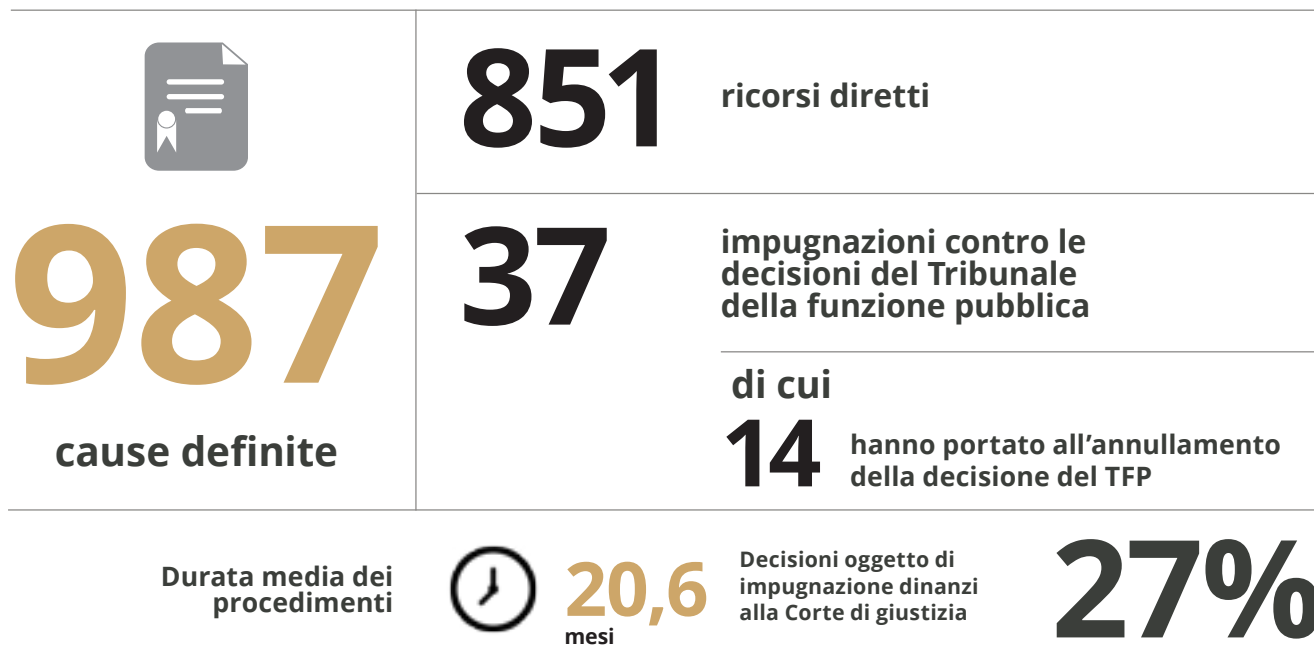 987
cause definite
851
ricorsi diretti
37
impugnazioni contro le
decisioni del Tribunale
della funzione pubblica
di cui
14
hanno portato all’annullamento
della decisione del TFP
Durata media dei
procedimenti
20,6
mesi
Decisioni oggetto di
impugnazione dinanzi
alla Corte di giustizia
27%